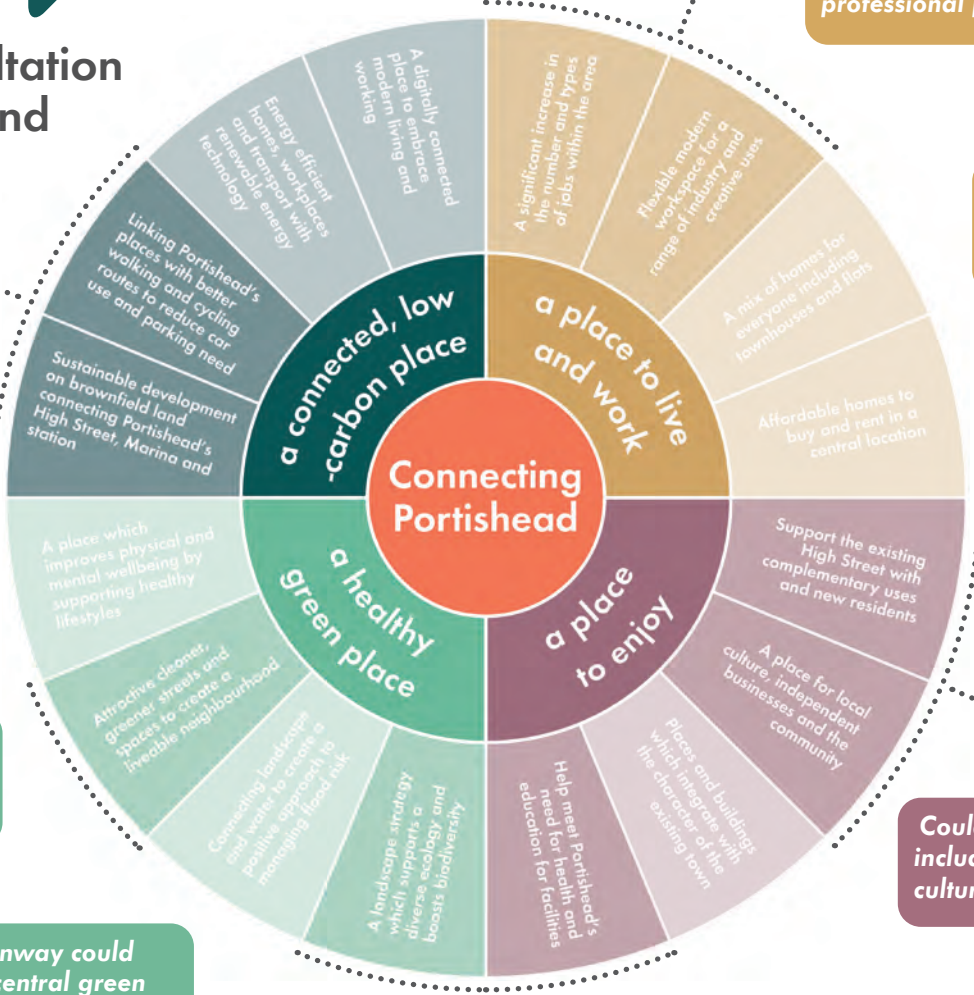 ltation
nd
professional
Connecting
Portishead
a connected, low
-carbon place
a place to live
and work
a place
to enjoy
a healthy
green place
A significant increase in
the number and types
of jobs within the area
Flexible modern
workspace for a
range of industry and
creative uses
A mix of homes for
everyone including
townhouses and flats
Affordable homes to
buy and rent in a
central location
Support the existing
High Street with
complementary uses
and new residents
A place for local
culture, independent
businesses and the
community
Places and buildings
which integrate with
the character of the
existing town
Help meet Portishead's
need for health and
education for facilities
A landscape strategy
which supports a
diverse ecology and
boosts biodiversity
Connecting landscape
and water to create a
positive approach to
managing flood risk
Attractive cleaner,
greener streets and
spaces to create a
liveable neighbourhood
A place which
improves physical and
mental wellbeing by
supporting healthy
lifestyles
Sustainable development
on brownfield land
connecting Portishead's
High Street, Marina and
station
Linking Portishead's
places with better
walking and cycling
routes to reduce car
use and parking need
Energy efficient
homes, workplaces
and transport with
renewable energy
technology
A digitally connected
place to embrace
modern living and
working
Coul
inclu
cultur
nway could
central green